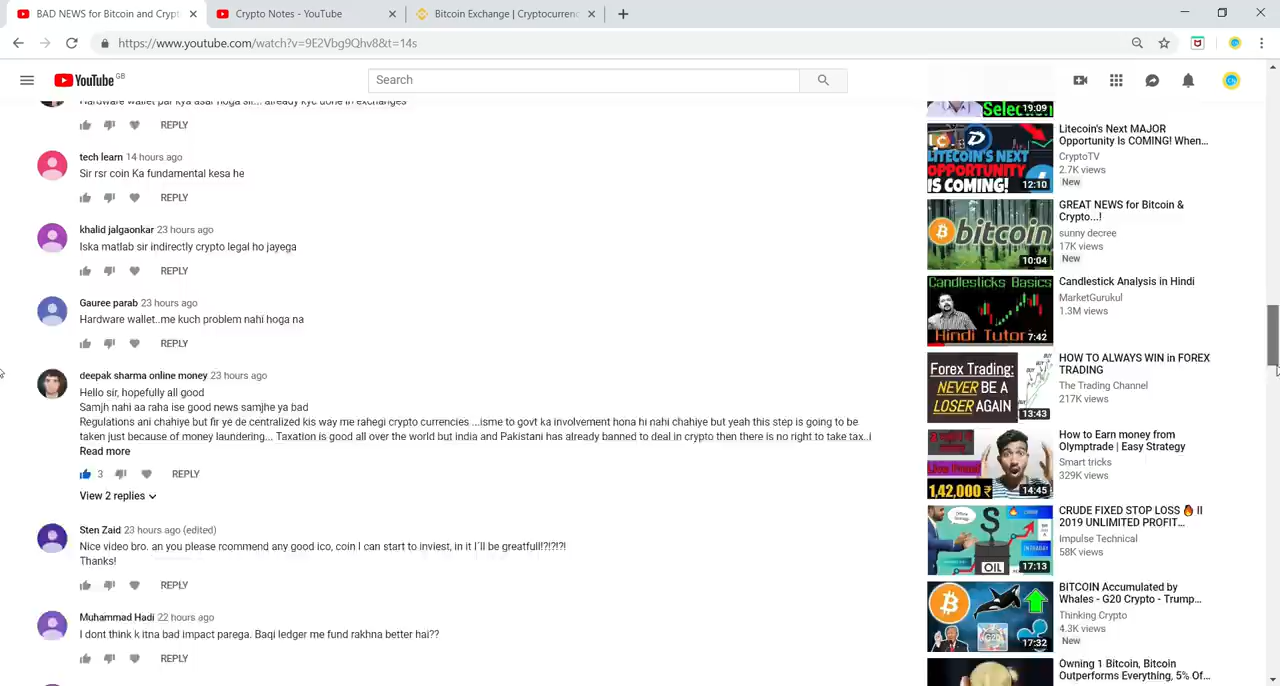 BAD NEWS for Bitcoin and Crypt
Crypto Notes - YouTube
Bitcoin Exchange | Cryptocurrenc
https://www.youtube.com/watch?v=9E2Vbg9Qhv8&t=14s
YouTube GB
Search
Hardware wallet par kya asar hoga sir... already kyc done in exchanges
REPLY
tech learn 14 hours ago
Sir rsr coin Ka fundamental kesa he
REPLY
khalid jalgaonkar 23 hours ago
Iska matlab sir indirectly crypto legal ho jayega
REPLY
Gauree parab 23 hours ago
Hardware wallet..me kuch problem nahi hoga na
REPLY
deepak sharma online money 23 hours ago
Hello sir, hopefully all good
Samjh nahi aa raha ise good news samjhe ya bad
Regulations ani chahiye but fir ye de centralized kis way me rahegi crypto currencies ...isme to govt ka involvement hona hi nahi chahiye but yeah this step is going to be
taken just because of money laundering... Taxation is good all over the world but india and Pakistani has already banned to deal in crypto then there is no right to take tax..i
Read more
3 REPLY
View 2 replies
Sten Zaid 23 hours ago (edited)
Nice video bro. an you please rcommend any good ico, coin I can start to inviest, in it I´ll be greatfull!?!?!?!
Thanks!
REPLY
Muhammad Hadi 22 hours ago
I dont think k itna bad impact parega. Baqi ledger me fund rakhna better hai??
REPLY
Selection
19:09
LITECOIN'S NEXT
OPPORTUNITY
IS COMING!
12:10
Litecoin's Next MAJOR
Opportunity Is COMING! When...
CryptoTV
2.7K views
New
bitcoin
10:04
GREAT NEWS for Bitcoin &
Crypto...!
sunny decree
17K views
New
Candlesticks Basics
Hindi Tutorial
7:42
Candlestick Analysis in Hindi
MarketGurukul
1.3M views
Forex Trading:
NEVER BE A
LOSER AGAIN
13:43
HOW TO ALWAYS WIN in FOREX
TRADING
The Trading Channel
217K views
Live Proof
1,42,000 ₹
14:45
How to Earn money from
Olymptrade | Easy Strategy
Smart tricks
329K views
OIL
17:13
CRUDE FIXED STOP LOSS 🔥 II
2019 UNLIMITED PROFIT...
Impulse Technical
58K views
G20
17:32
BITCOIN Accumulated by
Whales - G20 Crypto - Trump...
Thinking Crypto
4.3K views
New
Owning 1 Bitcoin, Bitcoin
Outperforms Everything, 5% Of...